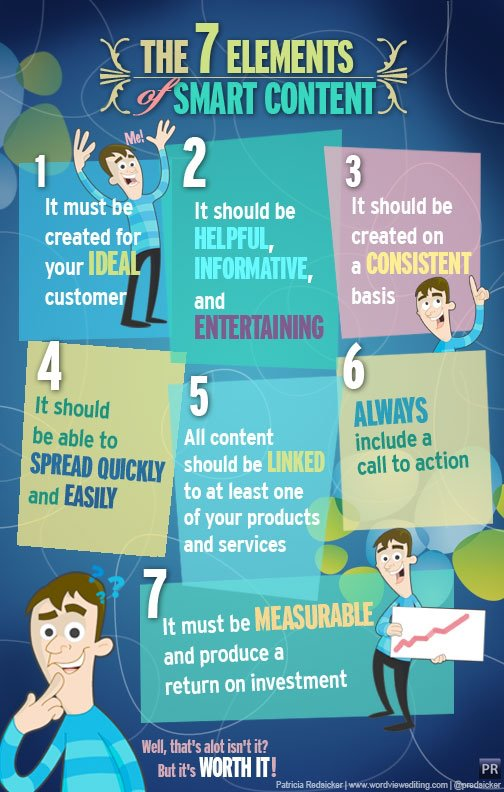 THE 7 ELEMENTS
of SMART CONTENT
Me!
1
It must be
created for
your IDEAL
customer
2
It should be
HELPFUL,
INFORMATIVE,
and
ENTERTAINING
3
It should be
created on
a CONSISTENT
basis
4
It should
be able to
SPREAD QUICKLY
and EASILY
5
All content
should be LINKED
to at least one
of your products
and services
6
ALWAYS
include a
call to action
???
7
It must be MEASURABLE
and produce a
return on investment
Well, that's alot isn't it?
But it's WORTH IT!
PR
Patricia Redsicker | www.wordviewediting.com | @predsicker